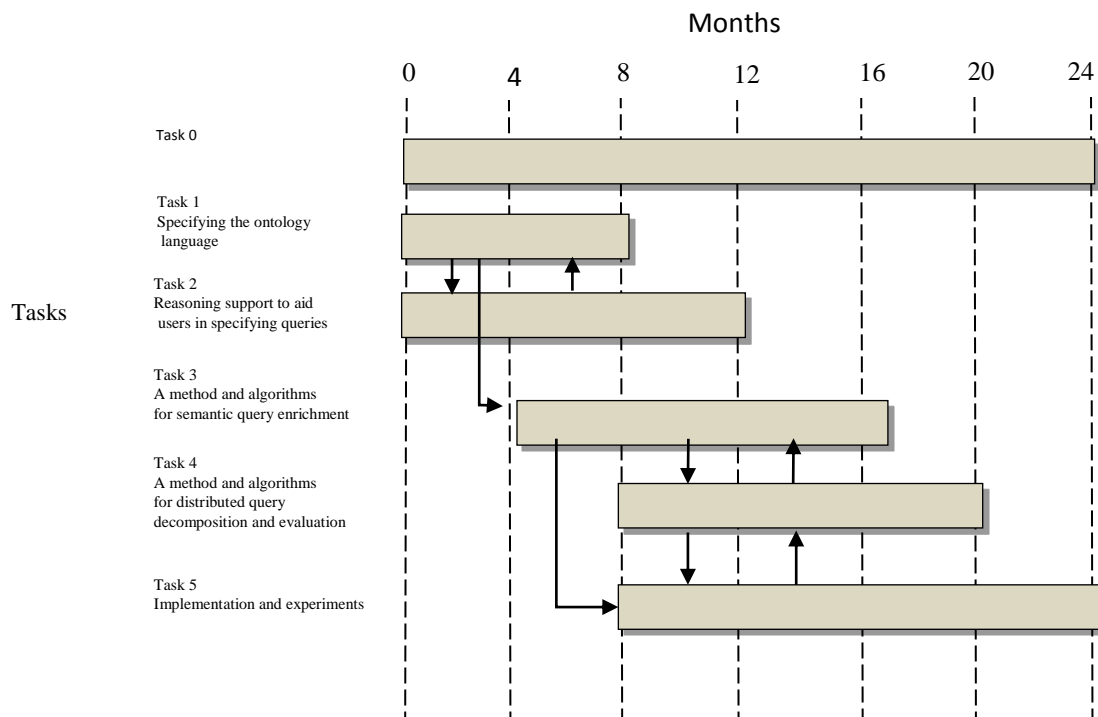 Months
0 4 8 12 16 20 24
Task 0
Task 1
Specifying the ontology
language
Task 2
Reasoning support to aid
users in specifying queries
Tasks
Task 3
A method and algorithms
for semantic query enrichment
Task 4
A method and algorithms
for distributed query
decomposition and evaluation
Task 5
Implementation and experiments